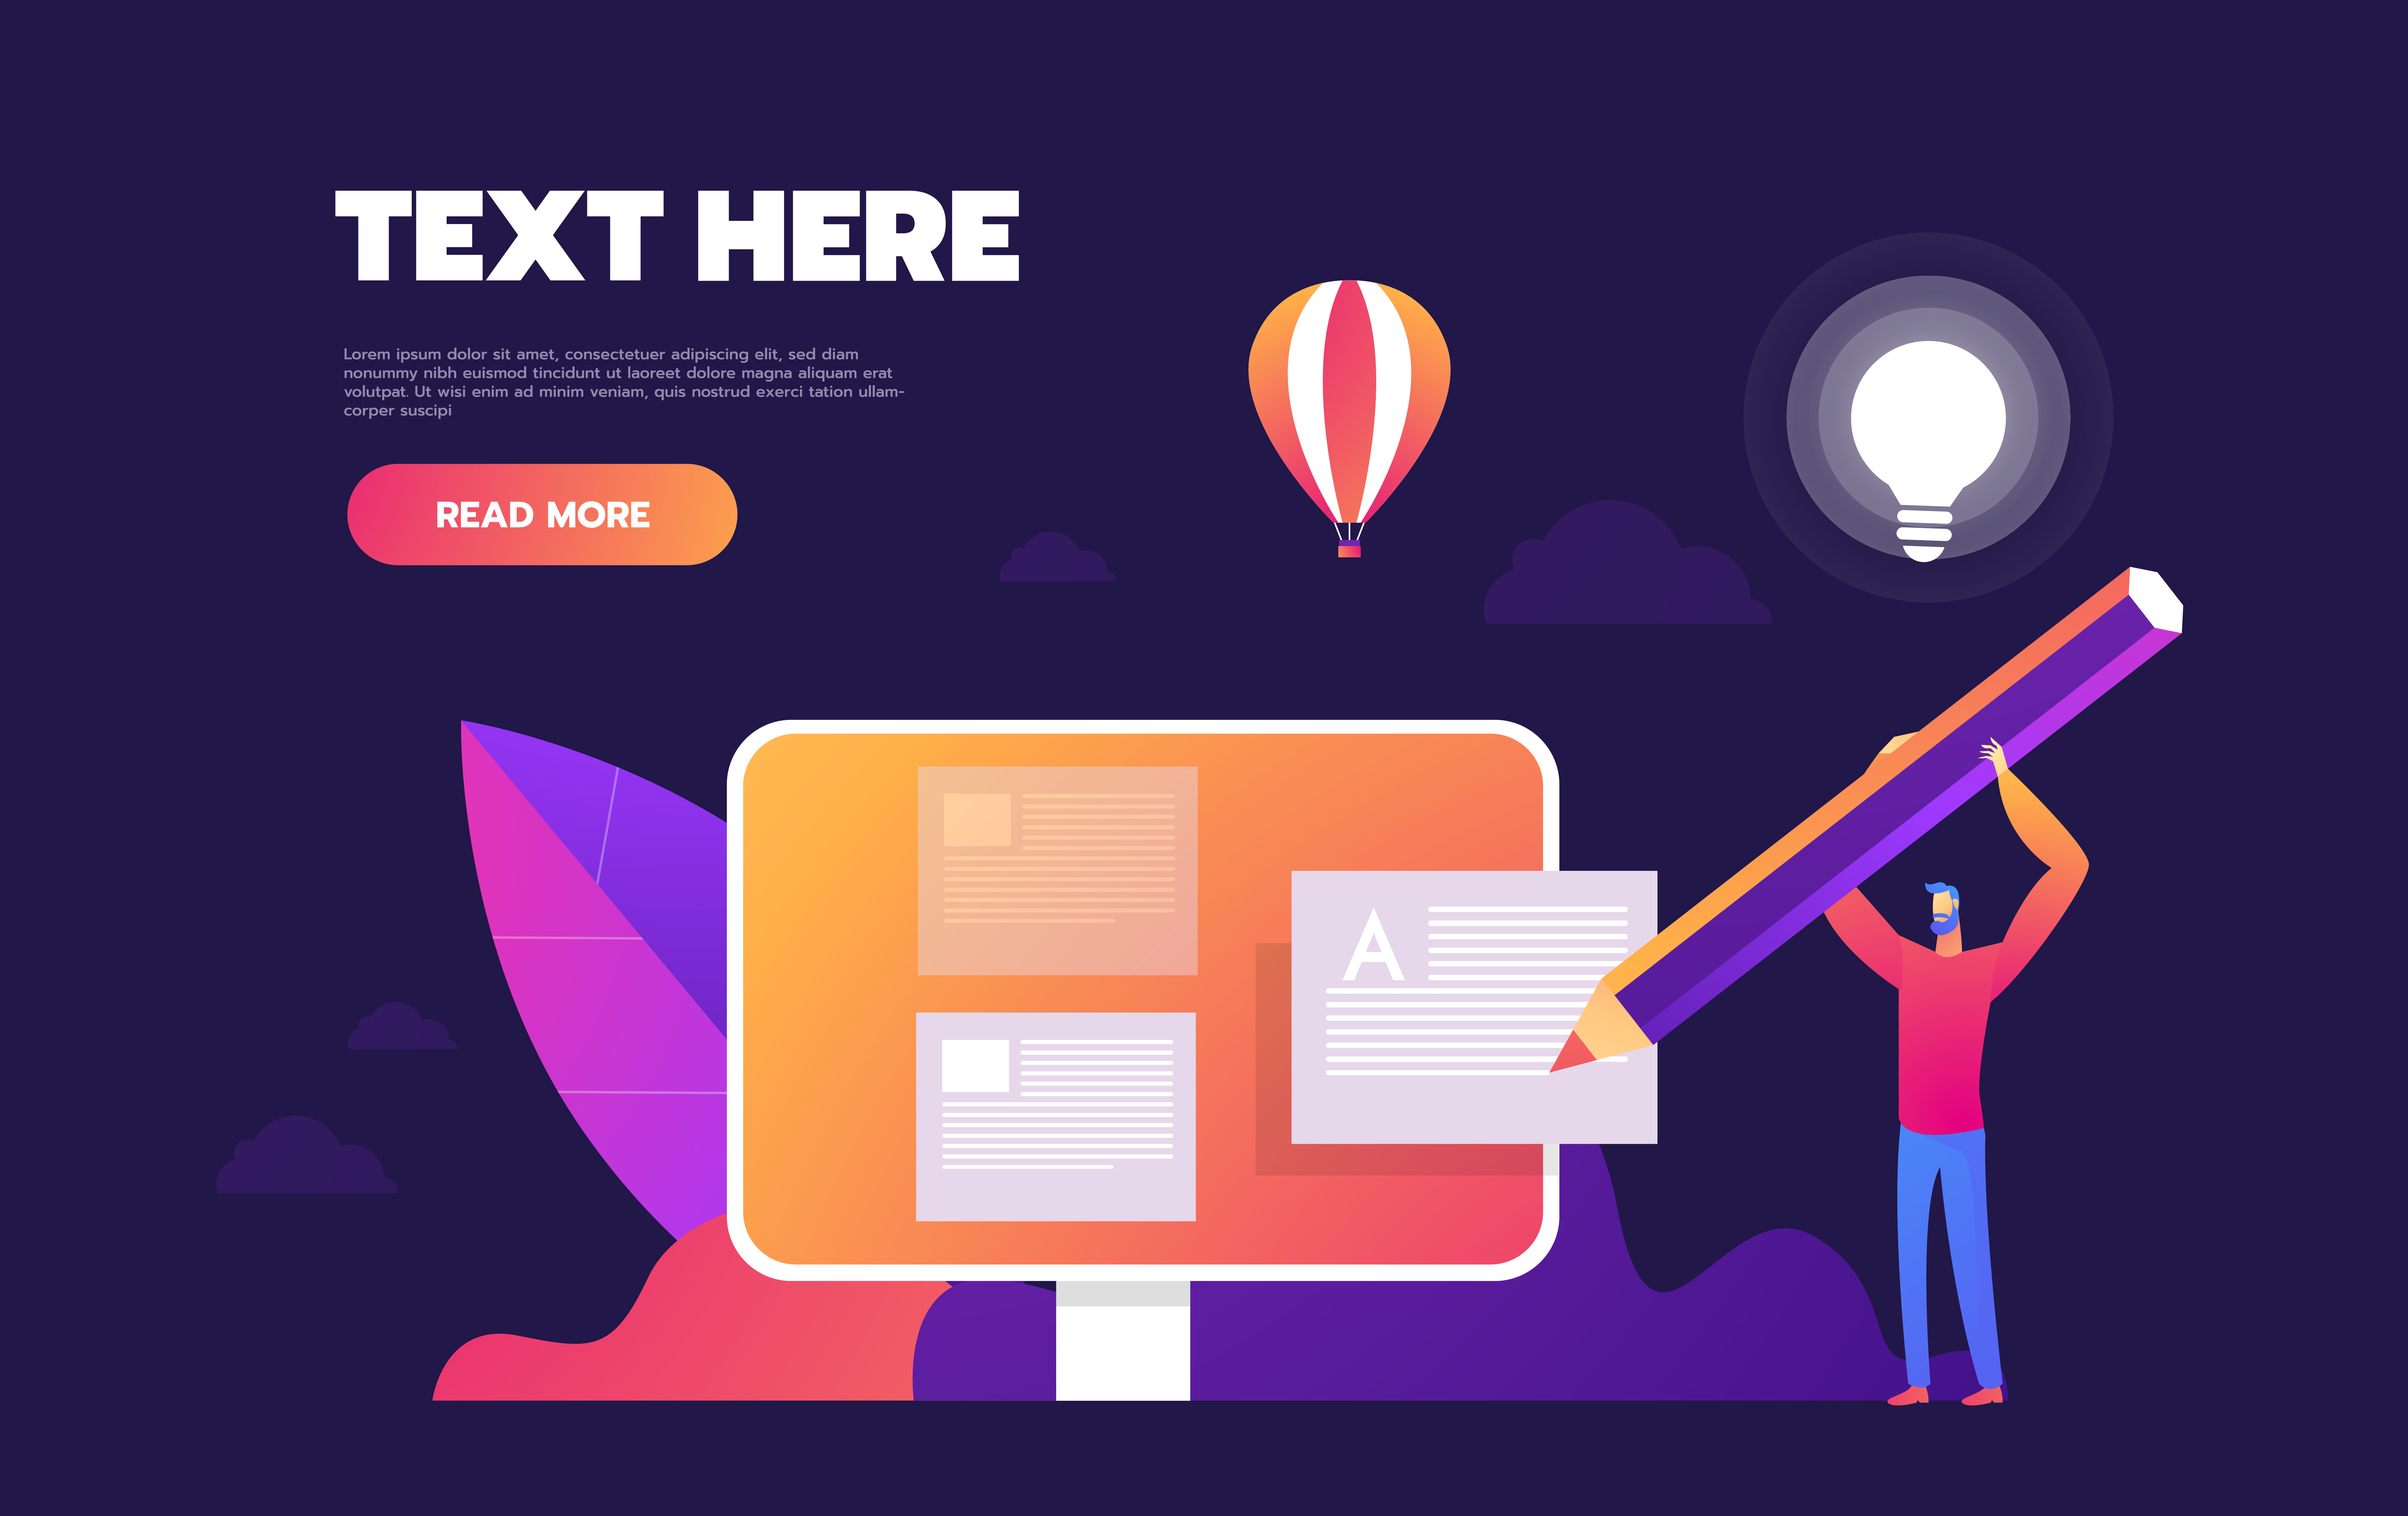 TEXT HERE
Lorem ipsum dolor sit amet, consectetuer adipiscing elit, sed diam
nonummy nibh euismod tincidunt ut laoreet dolore magna aliquam erat
volutpat. Ut wisi enim ad minim veniam, quis nostrud exerci tation ullam-
corper suscipi
READ MORE
A